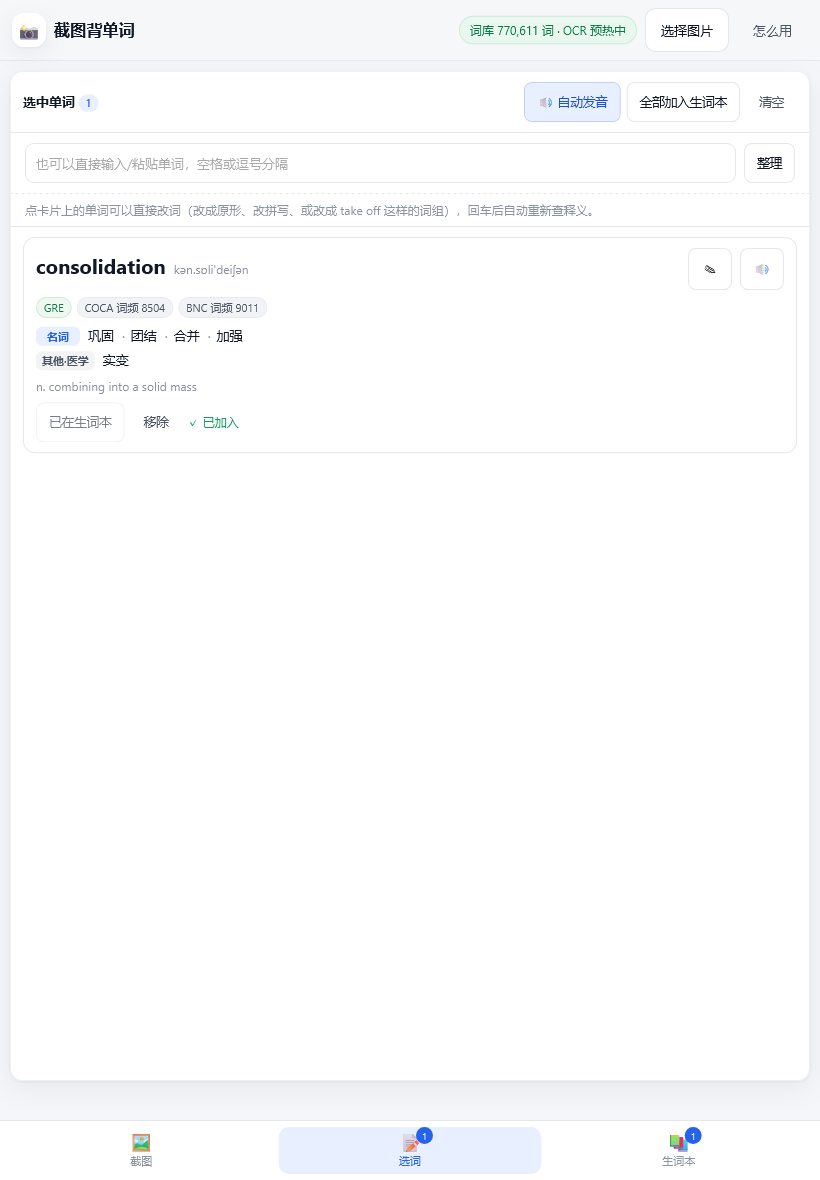 截图背单词
词库 770,611 词 · OCR 预热中
选择图片
怎么用
选中单词 1
自动发音
全部加入生词本
清空
也可以直接输入/粘贴单词，空格或逗号分隔
整理
点卡片上的单词可以直接改词（改成原形、改拼写、或改成 take off 这样的词组），回车后自动重新查释义。
consolidation kən.sɒli'deiʃən
GRE COCA 词频 8504 BNC 词频 9011
名词 巩固 · 团结 · 合并 · 加强
其他·医学 实变
n. combining into a solid mass
已在生词本 移除 ✓ 已加入
截图
1
选词
1
生词本